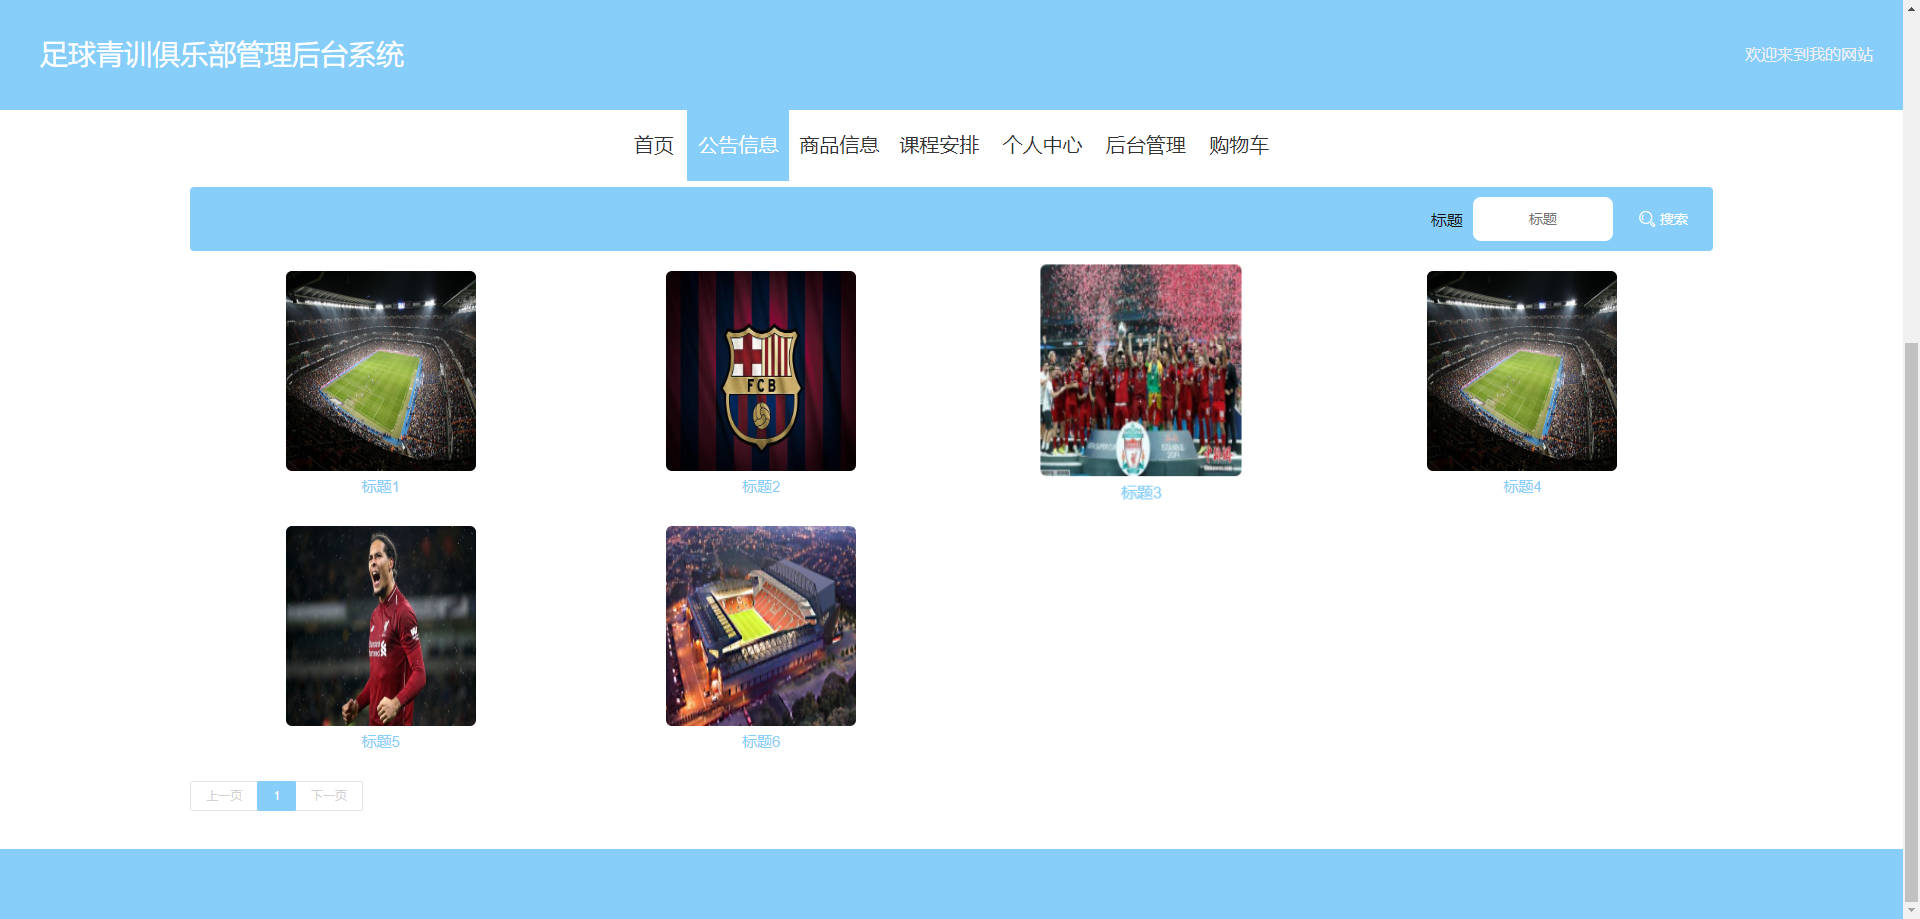 足球青训俱乐部管理后台系统
欢迎来到我的网站
首页 公告信息 商品信息 课程安排 个人中心 后台管理 购物车
标题 标题 搜索
FCB
标题1 标题2 标题3 标题4
标题5 标题6
上一页 1 下一页